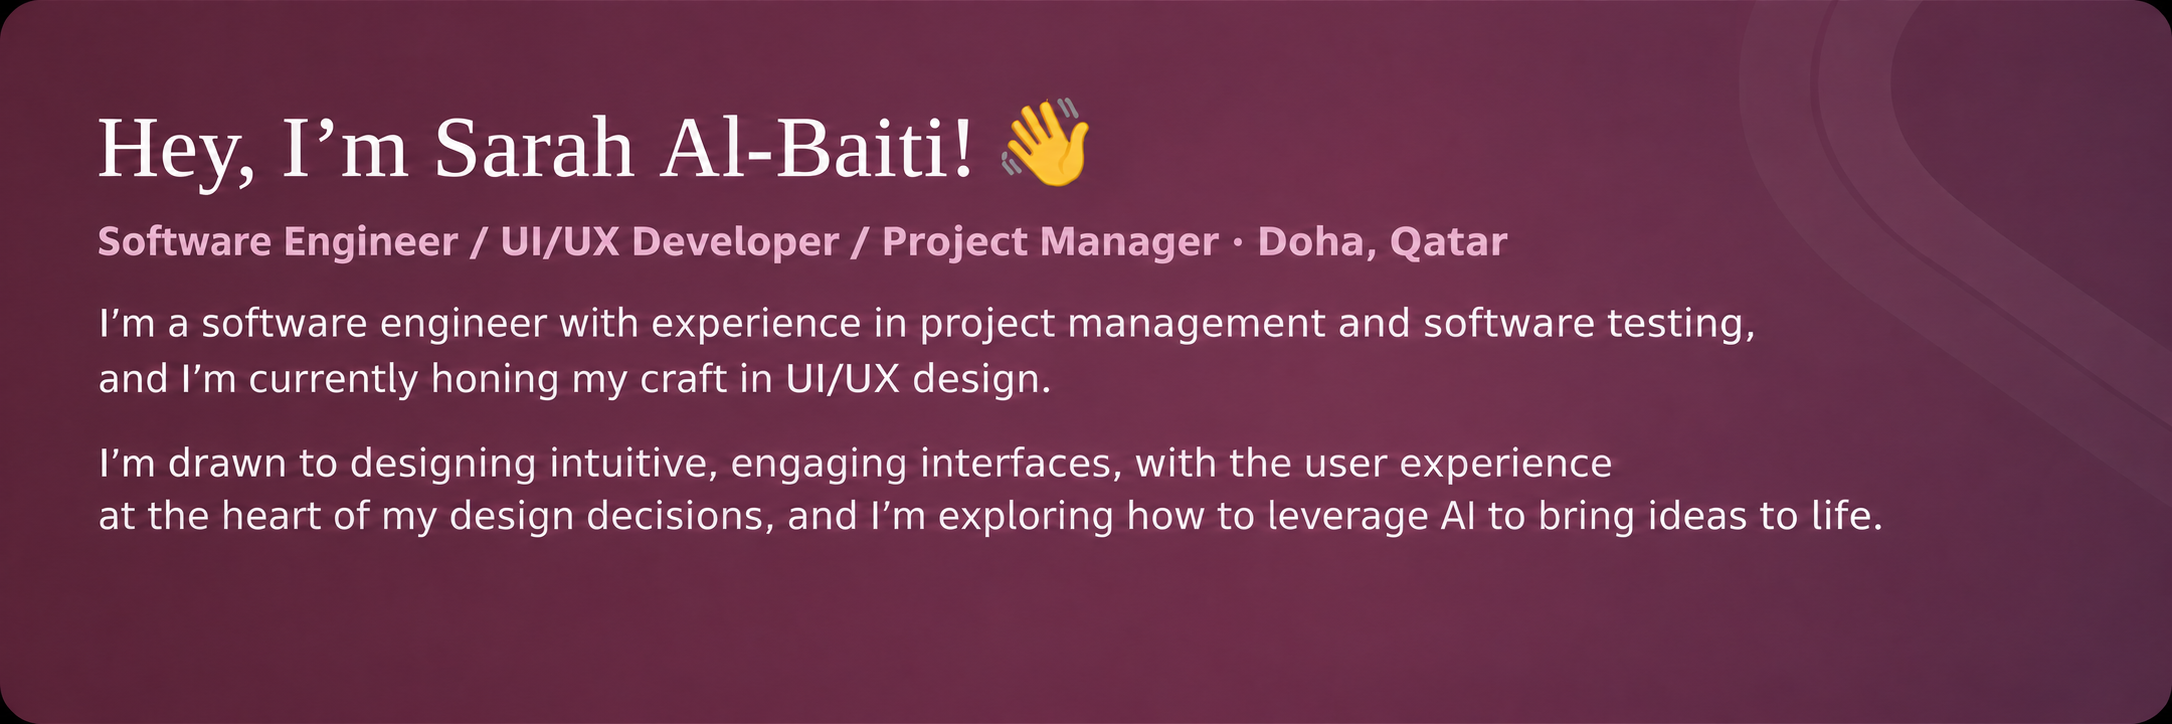 Hey, I’m Sarah Al-Baiti! 👋
Software Engineer / UI/UX Developer / Project Manager · Doha, Qatar
I’m a software engineer with experience in project management and software testing,
and I’m currently honing my craft in UI/UX design.
I’m drawn to designing intuitive, engaging interfaces, with the user experience
at the heart of my design decisions, and I’m exploring how to leverage AI to bring ideas to life.